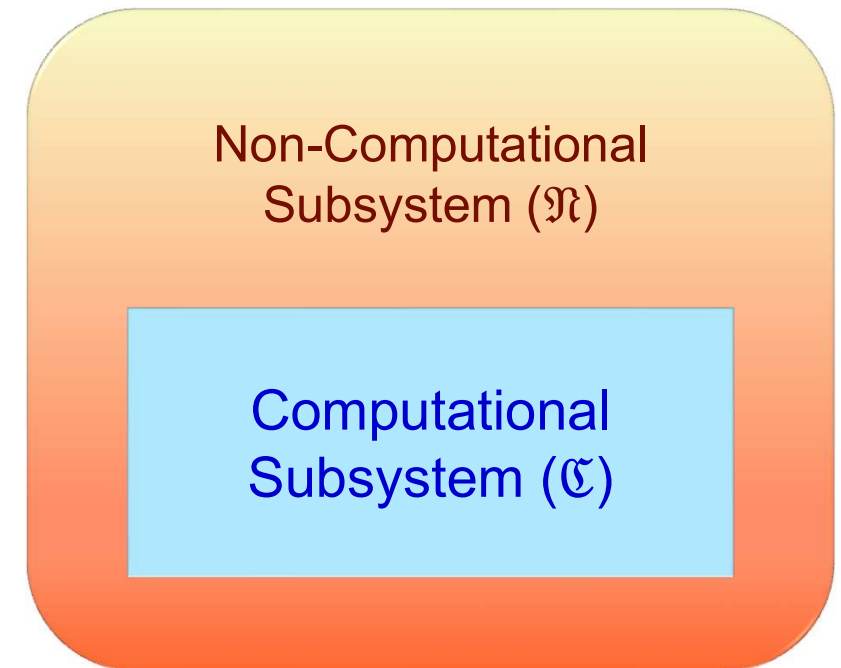 Non-Computational
Subsystem (𝔑)
Computational
Subsystem (ℭ)